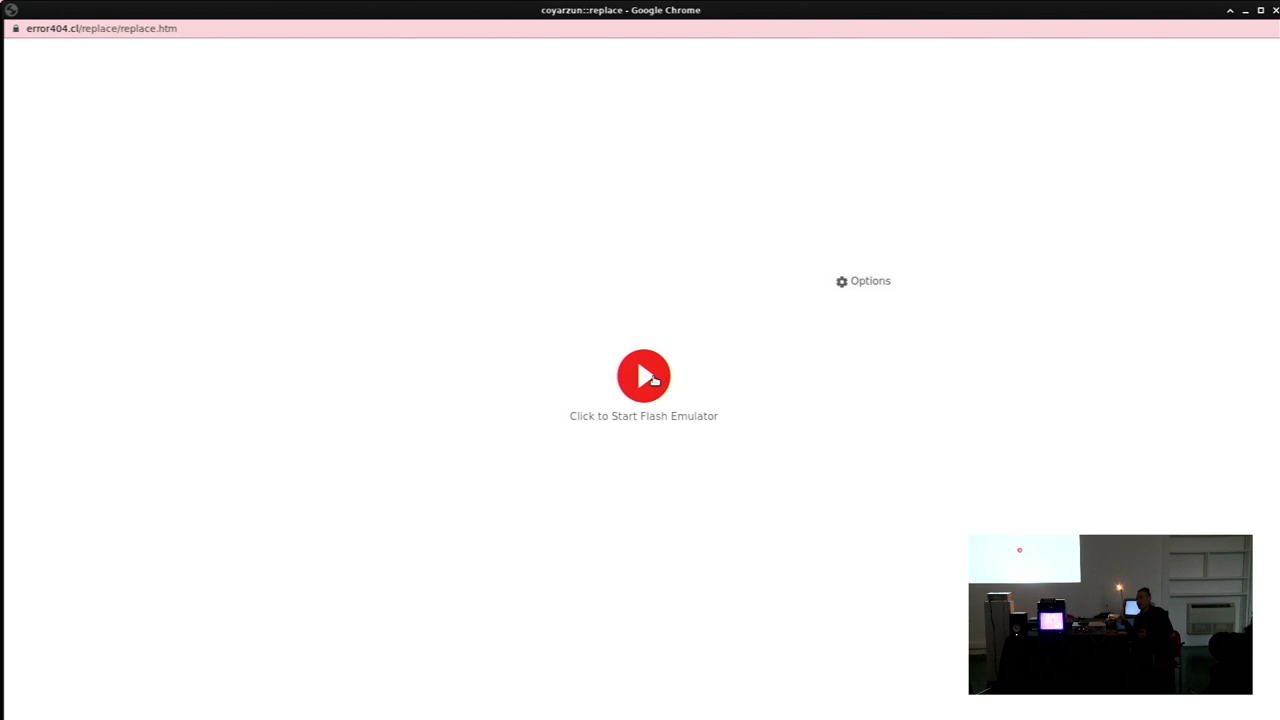 coyarzun::replace - Google Chrome
error404.cl/replace/replace.htm
Options
Click to Start Flash Emulator